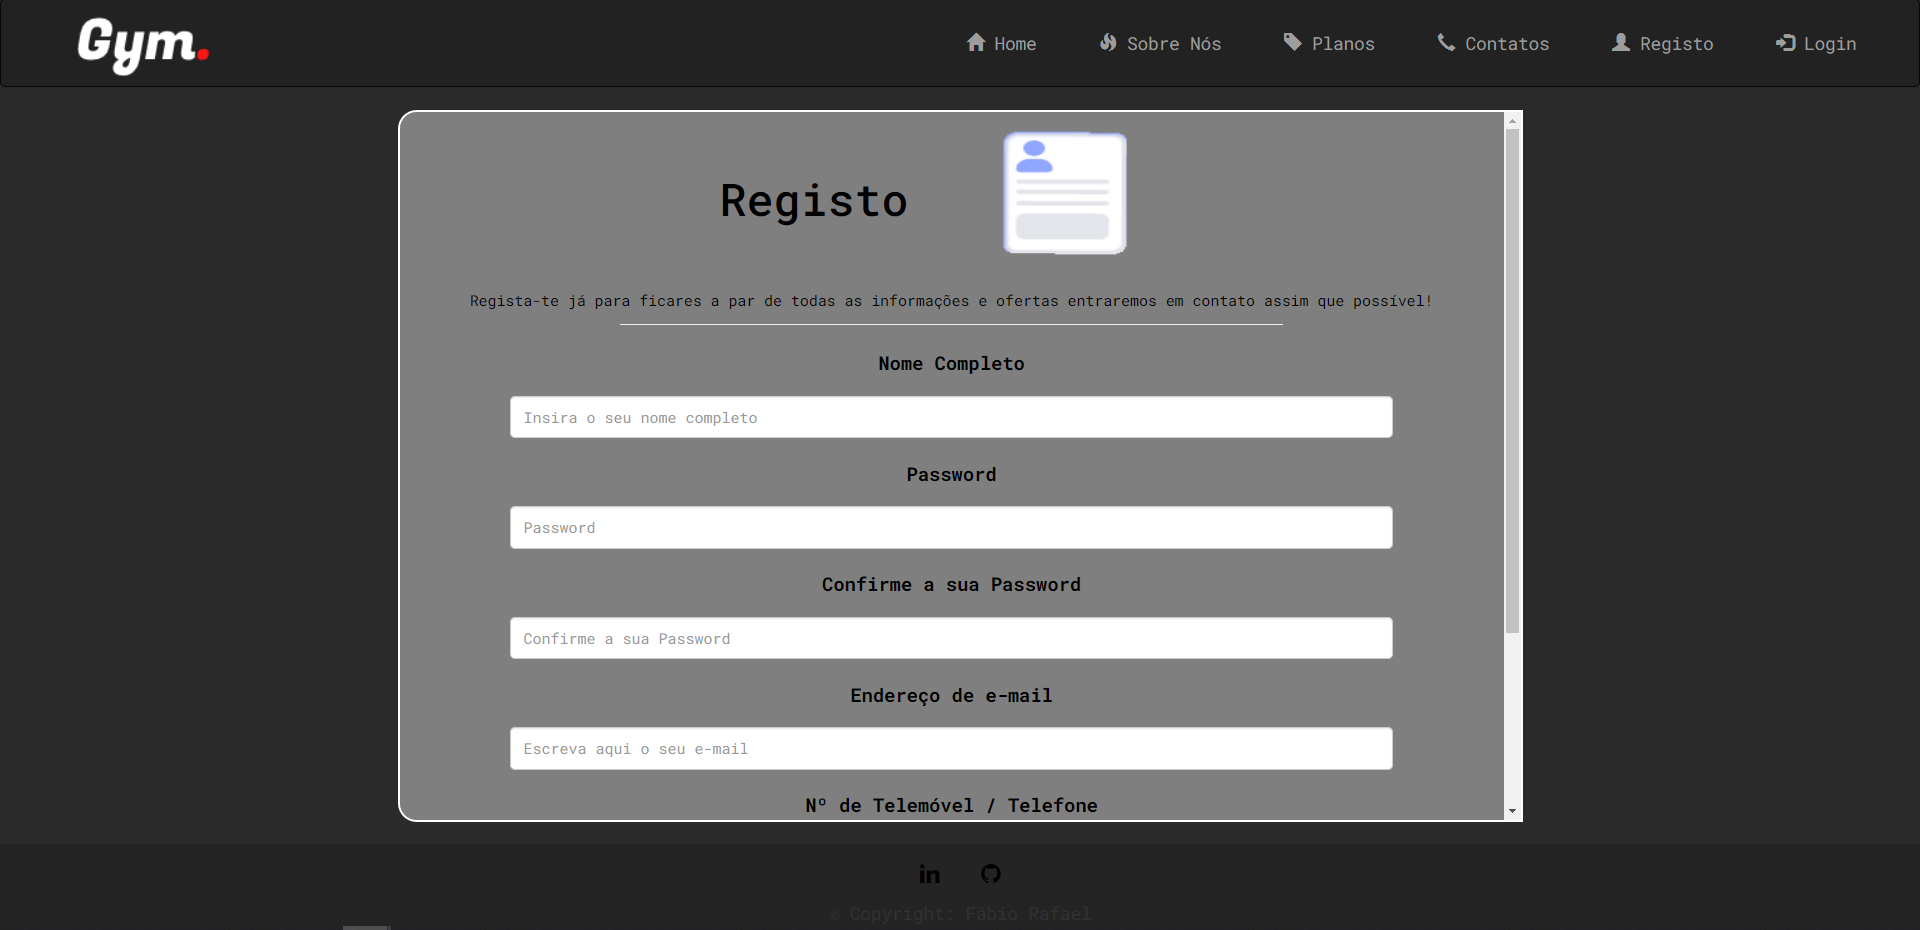 Gym.
Home
Sobre Nós
Planos
Contatos
Registo
Login
Registo
Regista-te já para ficares a par de todas as informações e ofertas entraremos em contato assim que possível!
Nome Completo
Insira o seu nome completo
Password
Password
Confirme a sua Password
Confirme a sua Password
Endereço de e-mail
Escreva aqui o seu e-mail
Nº de Telemóvel / Telefone
in
© Copyright: Fábio Rafael